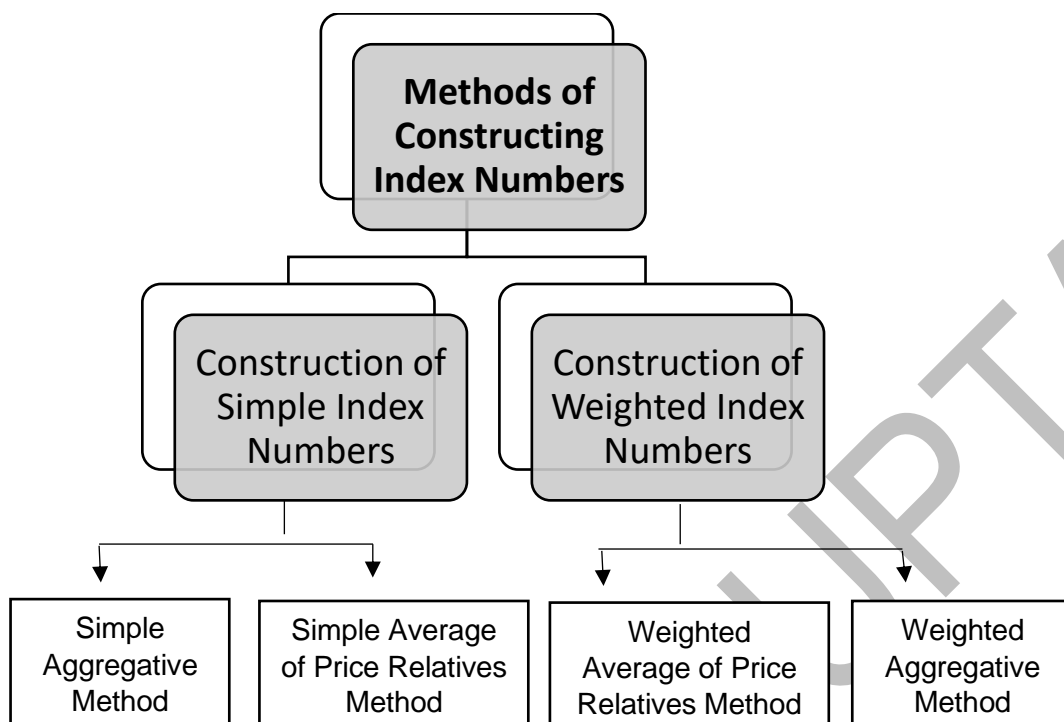 Methods of
Constructing
Index Numbers
Construction of
Simple Index
Numbers
Construction of
Weighted Index
Numbers
Simple
Aggregative
Method
Simple Average
of Price Relatives
Method
Weighted
Average of Price
Relatives Method
Weighted
Aggregative
Method